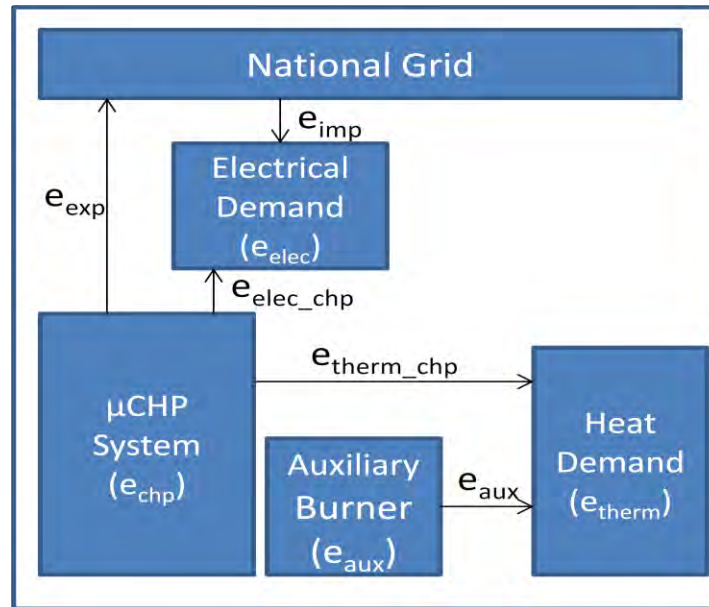 National Grid
e_imp
Electrical
Demand
(e_elec)
e_exp
e_elec_chp
μCHP
System
(e_chp)
e_therm_chp
Auxiliary
Burner
(e_aux)
e_aux
Heat
Demand
(e_therm)